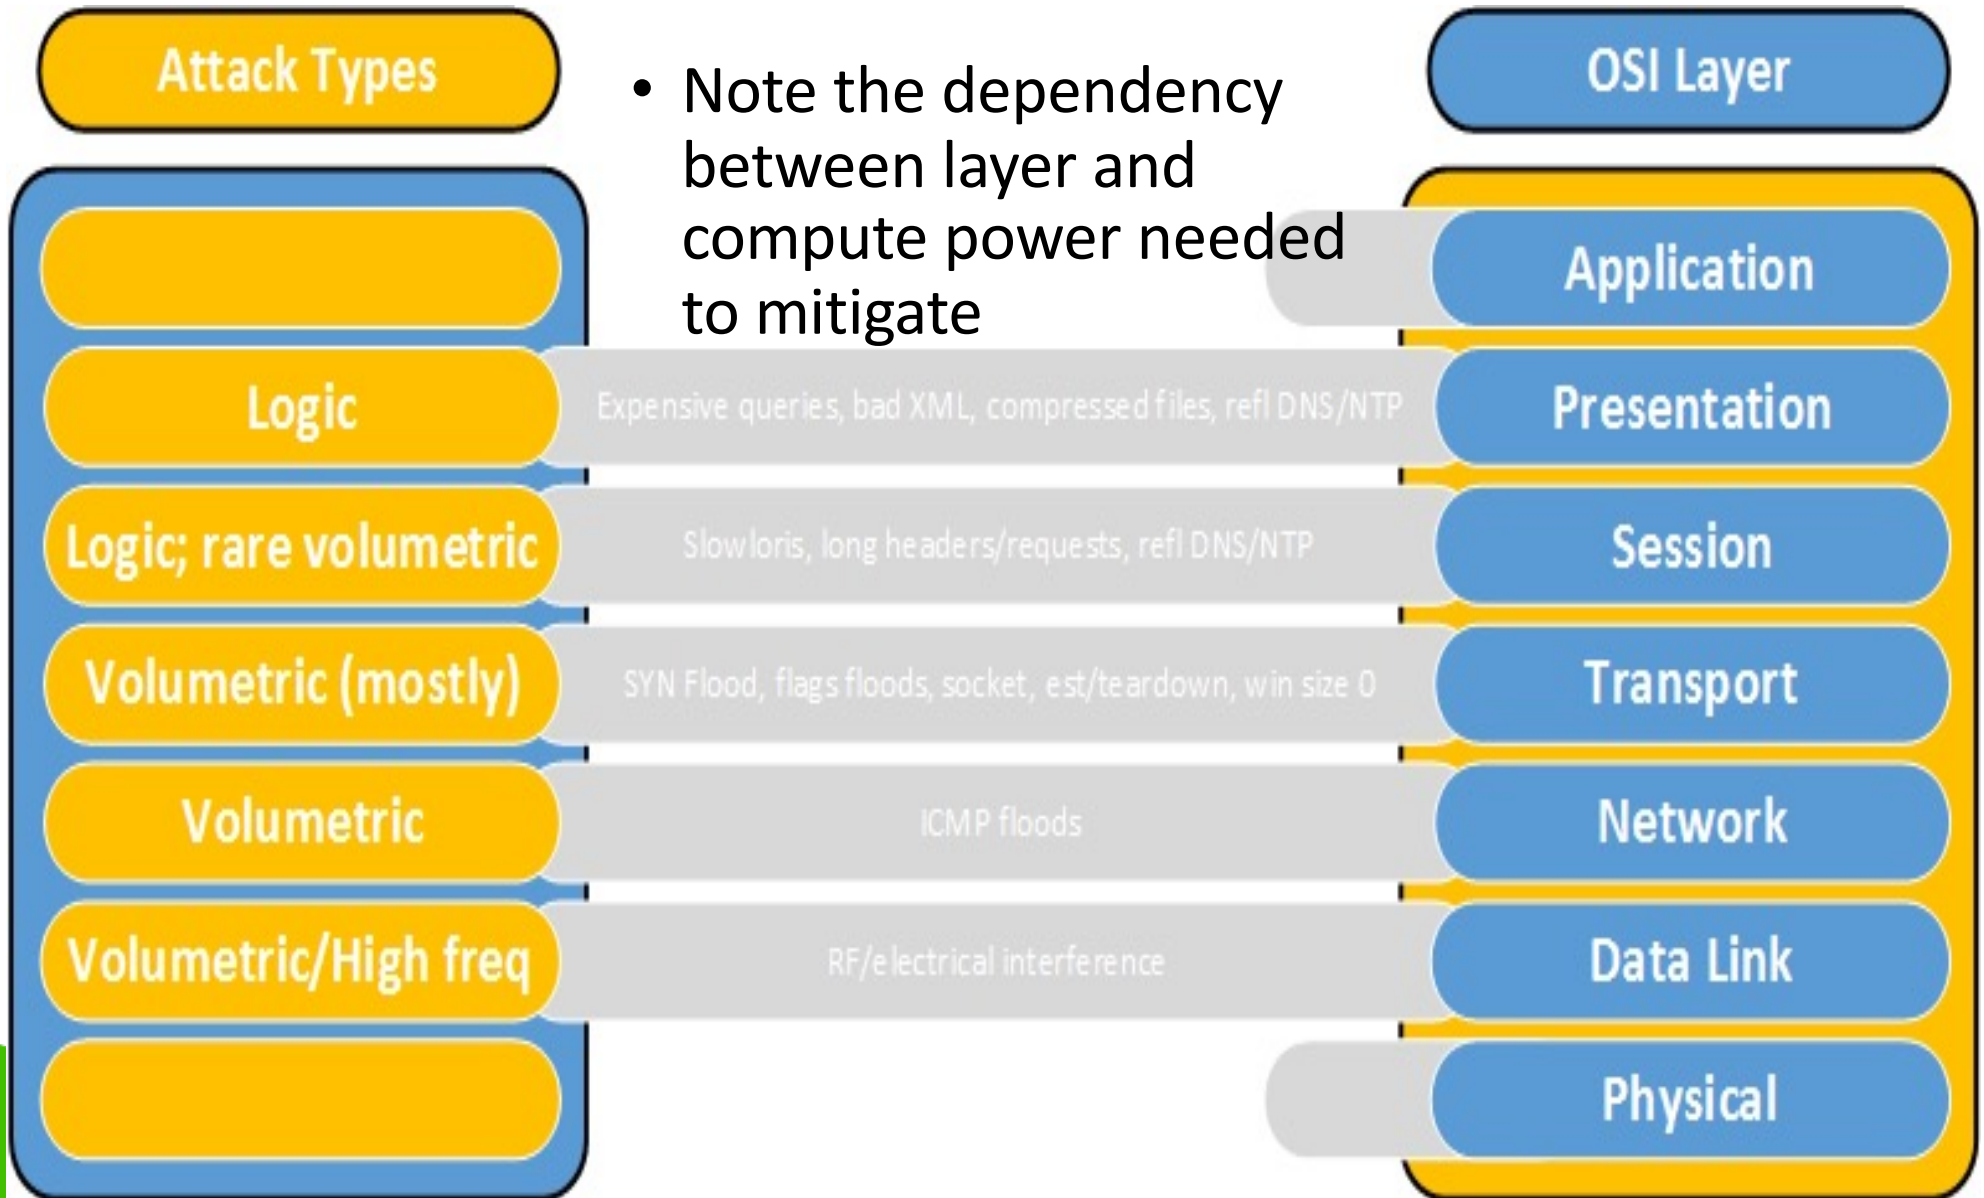 Attack Types
• Note the dependency
between layer and
compute power needed
to mitigate
OSI Layer
Application
Logic
Expensive queries, bad XML, compressed files, refl DNS/NTP
Presentation
Logic; rare volumetric
Slowloris, long headers/requests, refl DNS/NTP
Session
Volumetric (mostly)
SYN Flood, flags floods, socket, est/teardown, win size 0
Transport
Volumetric
ICMP floods
Network
Volumetric/High freq
RF/electrical interference
Data Link
Physical